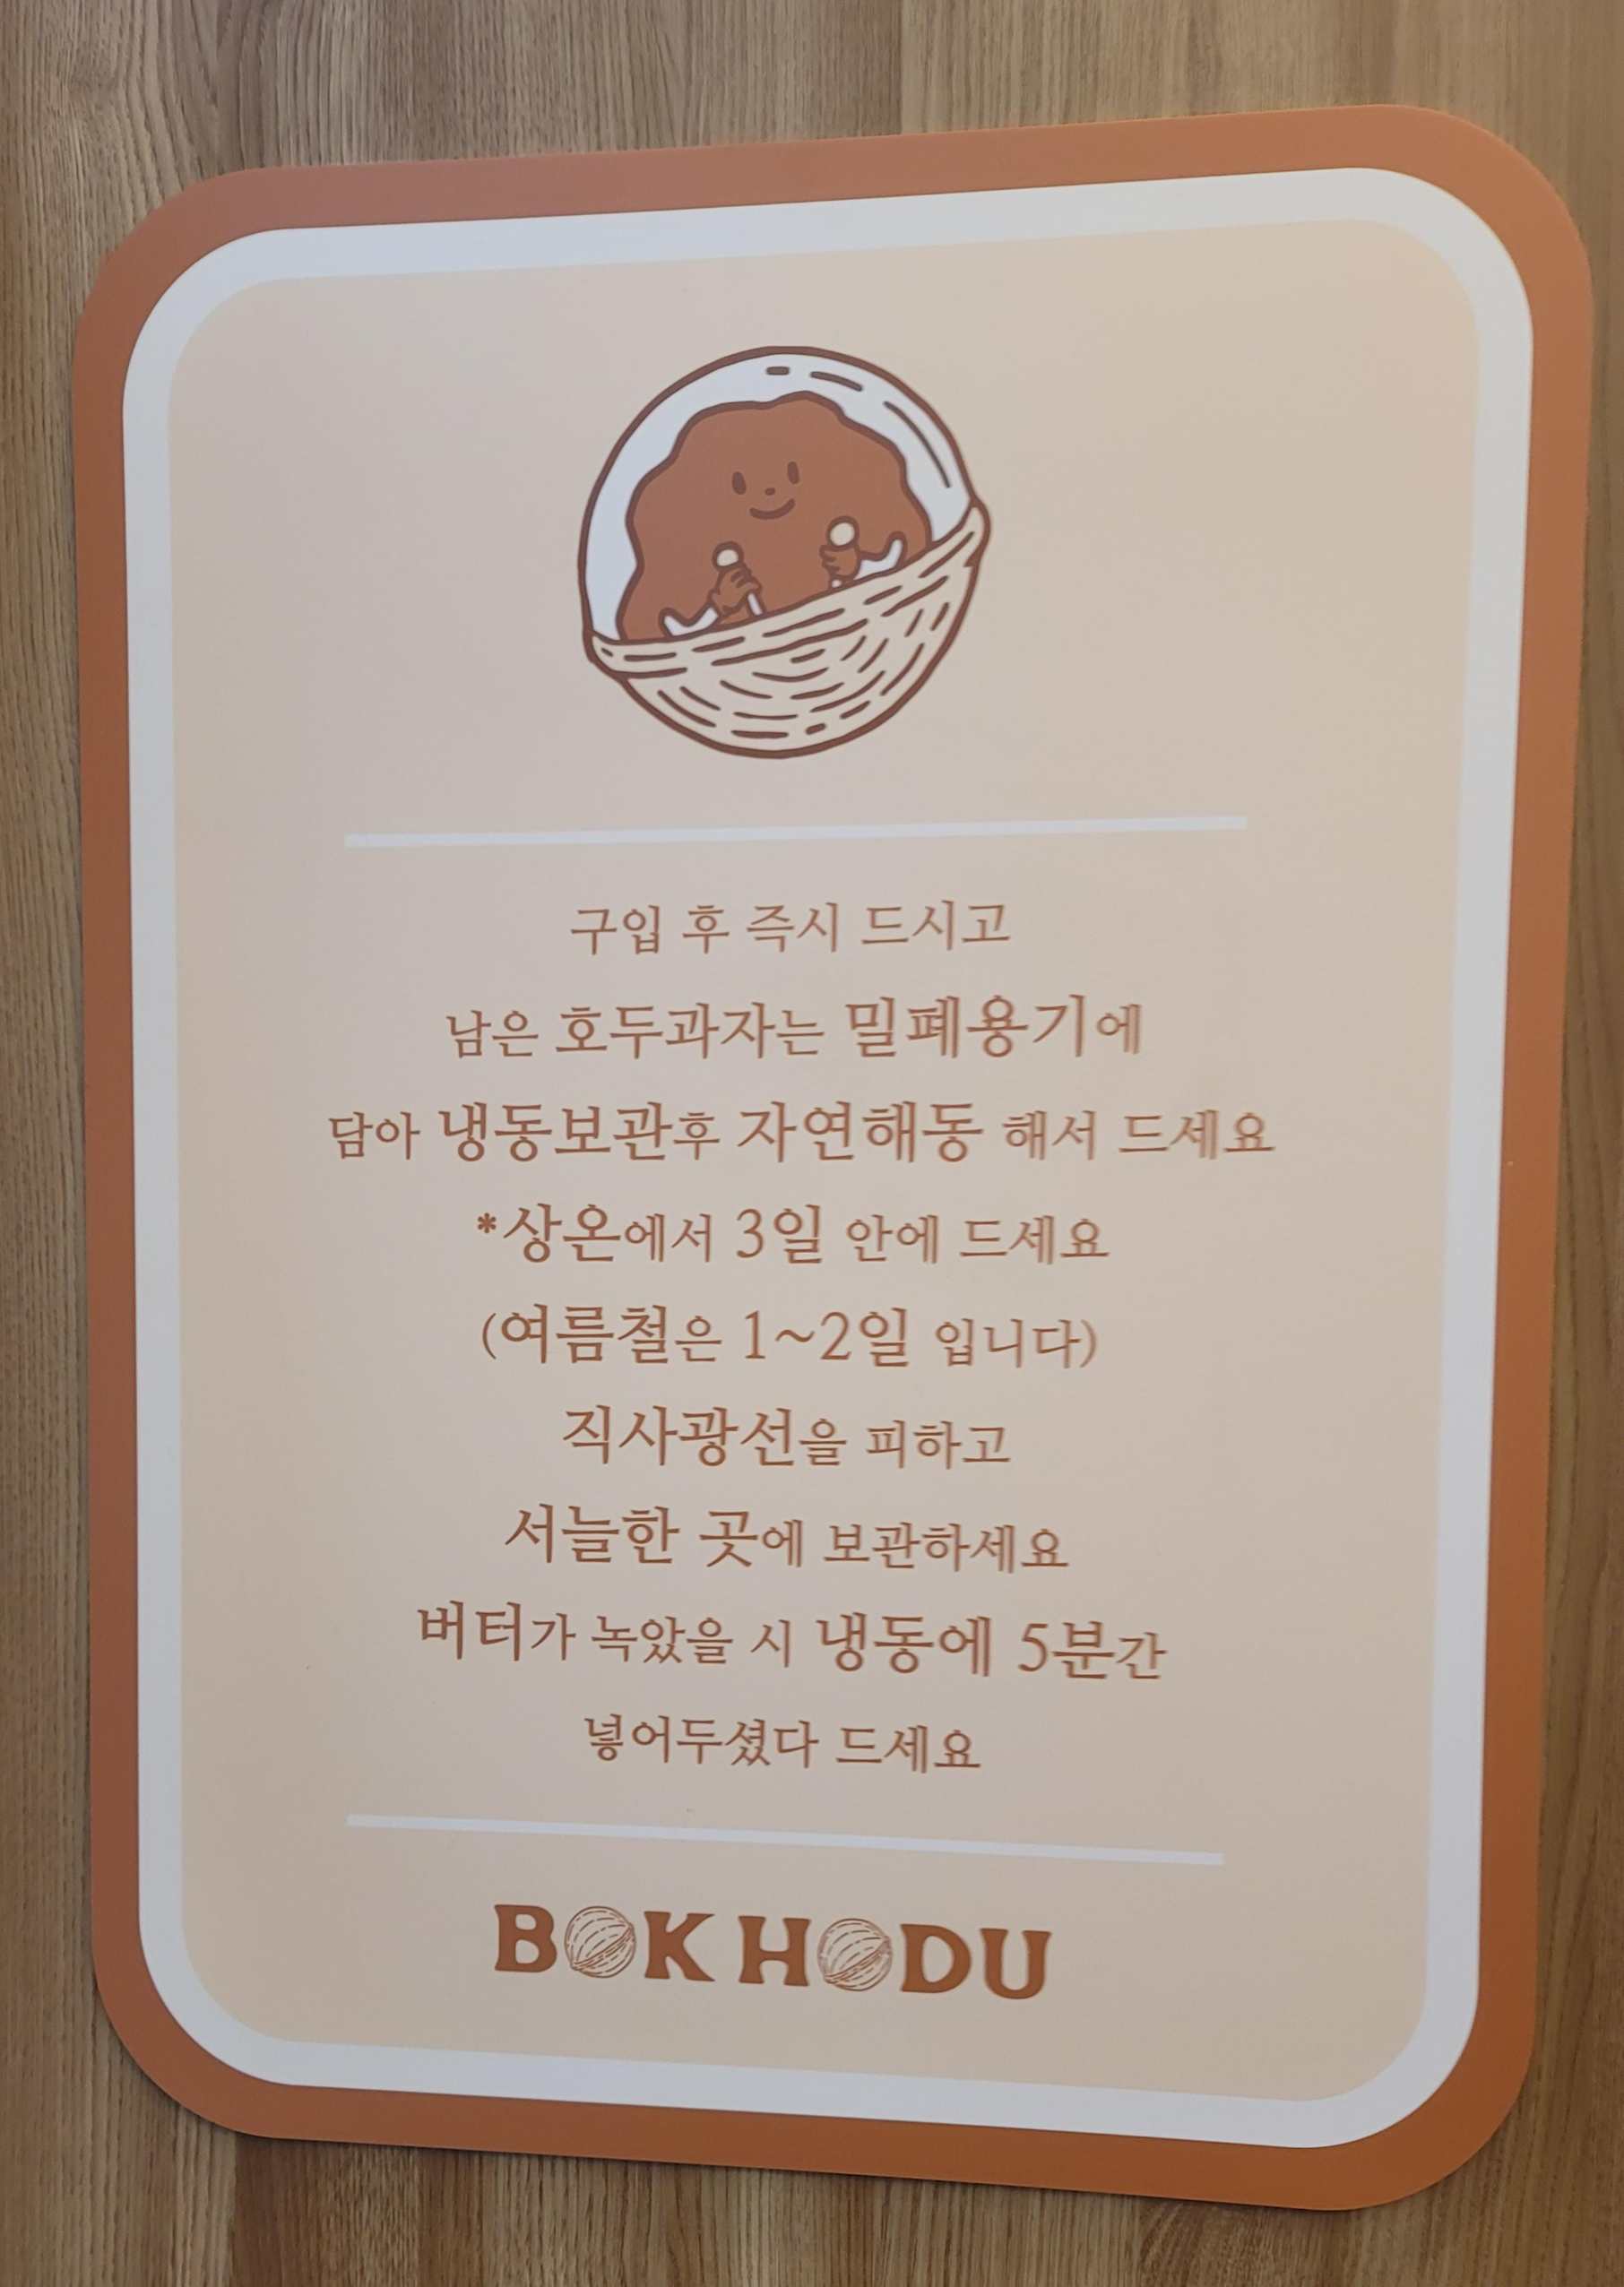 구입 후 즉시 드시고
남은 호두과자는 밀폐용기에
담아 냉동보관후 자연해동 해서 드세요
*상온에서 3일 안에 드세요
(여름철은 1~2일 입니다)
직사광선을 피하고
서늘한 곳에 보관하세요
버터가 녹았을 시 냉동에 5분간
넣어두셨다 드세요
BOK HODU